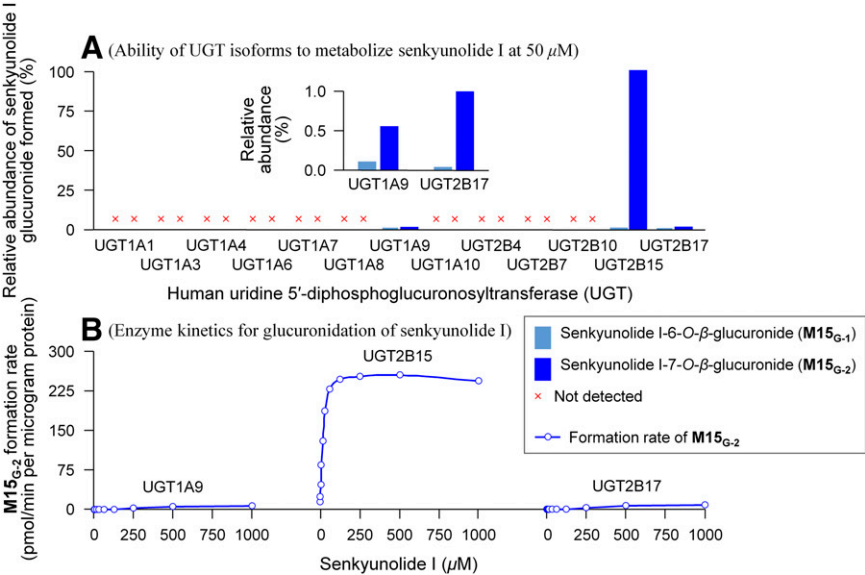 A (Ability of UGT isoforms to metabolize senkyunolide I at 50 μM)
Relative abundance of senkyunolide I
glucuronide formed (%)
100
75
50
25
0
Relative
abundance
(%)
1.0
0.5
0.0
UGT1A9 UGT2B17
× × × × × × × × × × × × × × × × × × × ×
UGT1A1 UGT1A4 UGT1A7 UGT1A9 UGT2B4 UGT2B10 UGT2B17
UGT1A3 UGT1A6 UGT1A8 UGT1A10 UGT2B7 UGT2B15
Human uridine 5′-diphosphoglucuronosyltransferase (UGT)
B (Enzyme kinetics for glucuronidation of senkyunolide I)
M15G-2 formation rate
(pmol/min per microgram protein)
300
225
150
75
0
UGT1A9
UGT2B15
UGT2B17
0 250 500 750 1000
0 250 500 750 1000
0 250 500 750 1000
Senkyunolide I (μM)
Senkyunolide I-6-O-β-glucuronide (M15G-1)
Senkyunolide I-7-O-β-glucuronide (M15G-2)
× Not detected
Formation rate of M15G-2